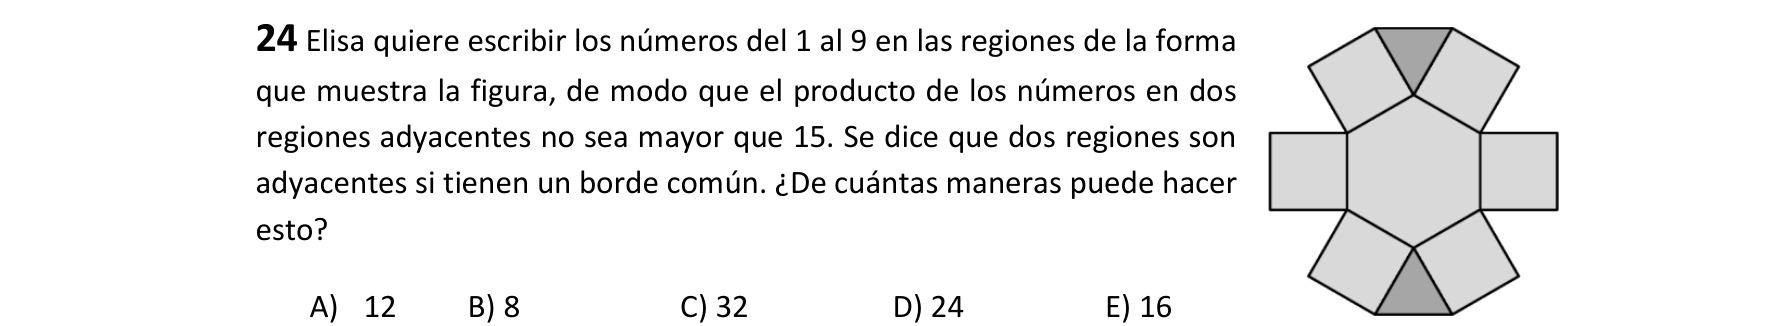 24 Elisa quiere escribir los números del 1 al 9 en las regiones de la forma
que muestra la figura, de modo que el producto de los números en dos
regiones adyacentes no sea mayor que 15. Se dice que dos regiones son
adyacentes si tienen un borde común. ¿De cuántas maneras puede hacer
esto?
A) 12 B) 8 C) 32 D) 24 E) 16